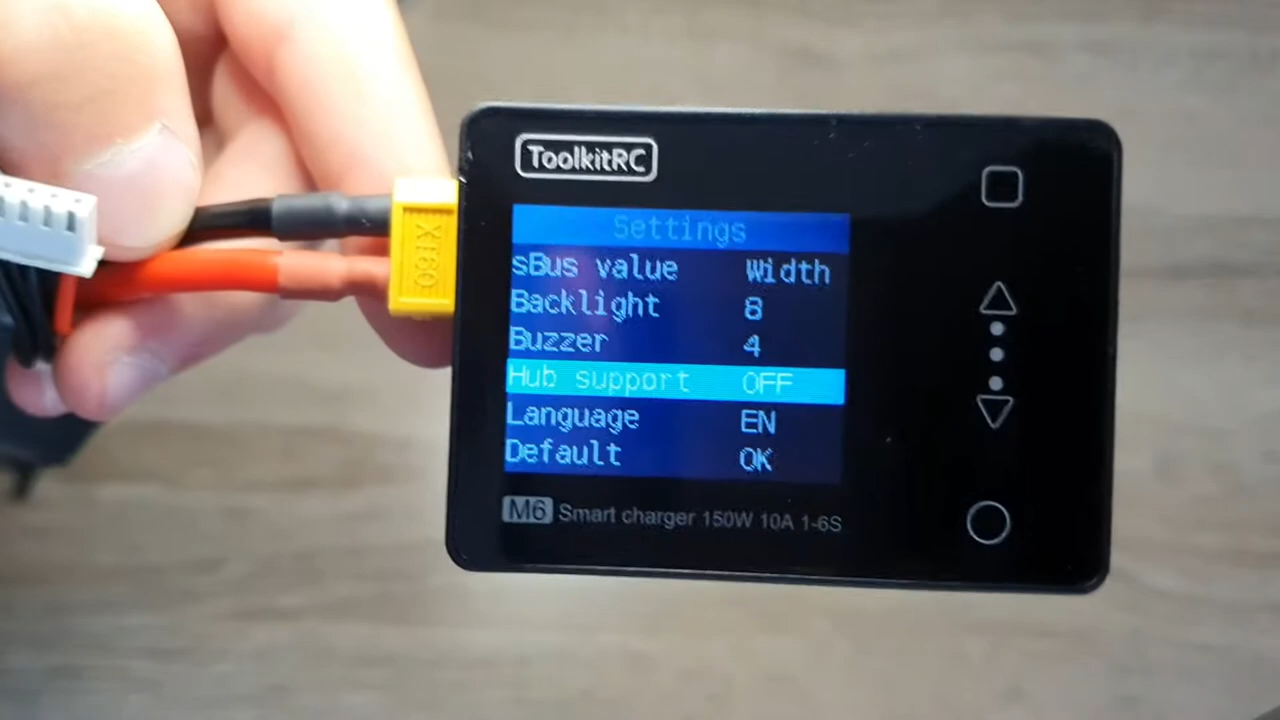 ToolkitRC
Settings
sBus value Width
Backlight 8
Buzzer 4
Hub support OFF
Language EN
Default OK
M6 Smart charger 150W 10A 1-6S
XT60